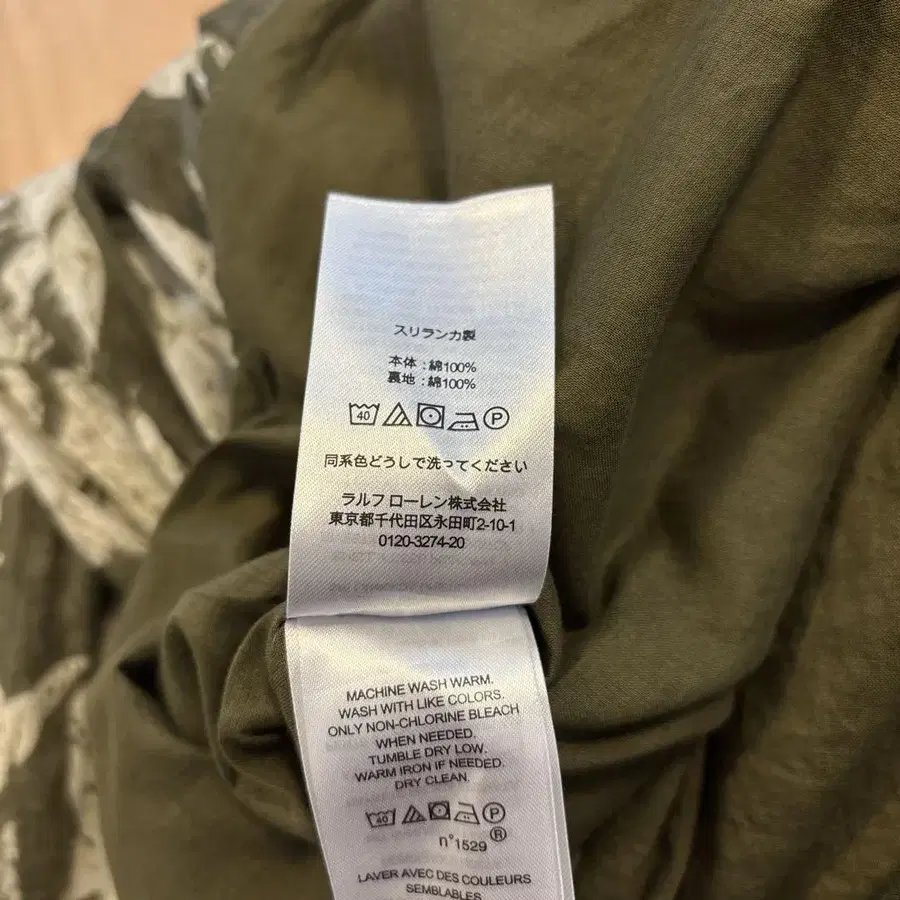 スリランカ製
本体：綿100%
裏地：綿100%
40 P
同系色どうしで洗ってください
ラルフ ローレン株式会社
東京都千代田区永田町2-10-1
0120-3274-20
MACHINE WASH WARM.
WASH WITH LIKE COLORS.
ONLY NON-CHLORINE BLEACH
WHEN NEEDED.
TUMBLE DRY LOW.
WARM IRON IF NEEDED.
DRY CLEAN.
40 P
n°1529®
LAVER AVEC DES COULEURS
SEMBLABLES